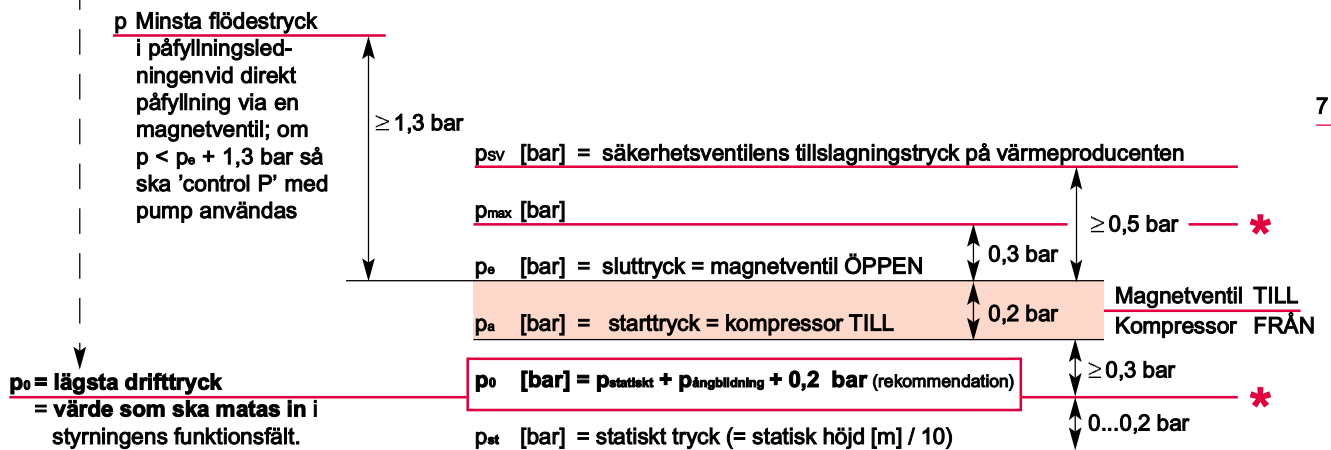 p Minsta flödestryck
i påfyllningsled-
ningenvid direkt
påfyllning via en
magnetventil; om
p < pe + 1,3 bar så
ska ’control P’ med
pump användas
≥ 1,3 bar
7
psv [bar] = säkerhetsventilens tillslagningstryck på värmeproducenten
pmax [bar]
≥ 0,5 bar
*
0,3 bar
pe [bar] = sluttryck = magnetventil ÖPPEN
0,2 bar
Magnetventil TILL
pa [bar] = starttryck = kompressor TILL
Kompressor FRÅN
≥ 0,3 bar
p0 = lägsta drifttryck
= värde som ska matas in i
styrningens funktionsfält.
p0 [bar] = pstatiskt + pångbildning + 0,2 bar (rekommendation)
*
0...0,2 bar
pst [bar] = statiskt tryck (= statisk höjd [m] / 10)